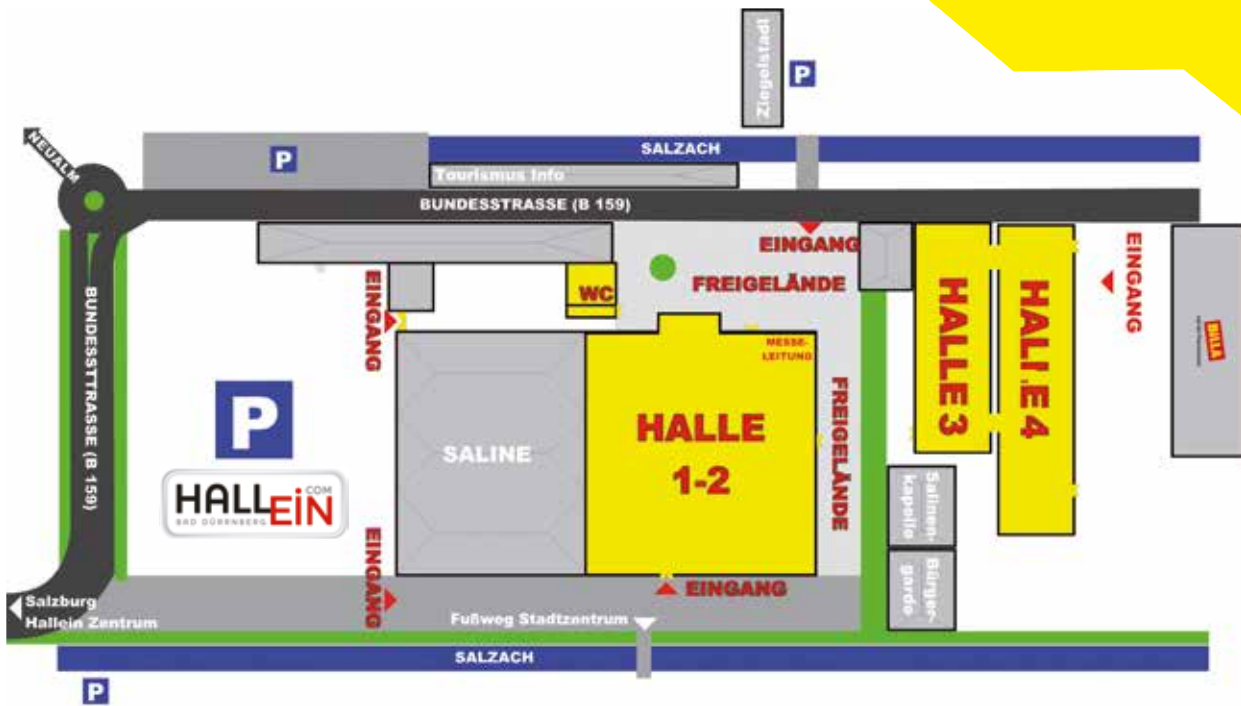 Ziegelstadl
P
NEUALM
P
SALZACH
Tourismus Info
BUNDESSTRASSE (B 159)
EINGANG
EINGANG
WC
FREIGELÄNDE
HALLE 3
HALLE 4
EINGANG
BILLA
MESSE-
LEITUNG
BUNDESSTTRASSE (B 159)
P
SALINE
HALLE
1-2
FREIGELÄNDE
HALLEiN
.COM
BAD DÜRRNBERG
Salinen-
kapelle
EINGANG
EINGANG
Bürger-
garde
Salzburg
Hallein Zentrum
Fußweg Stadtzentrum
SALZACH
P